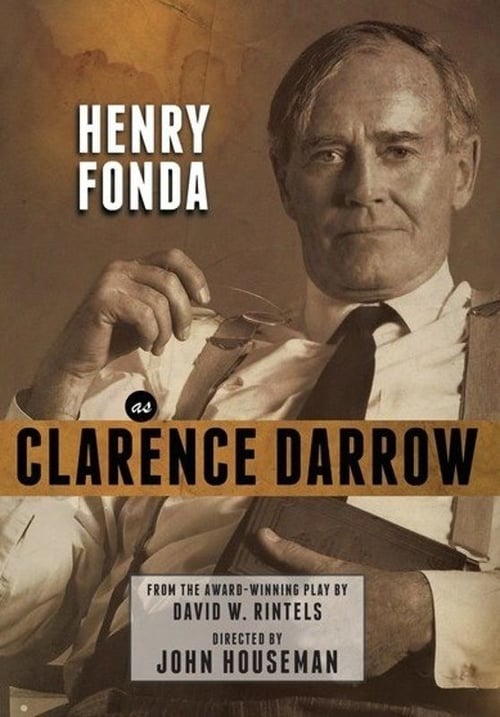 HENRY
FONDA
as
CLARENCE DARROW
FROM THE AWARD-WINNING PLAY BY
DAVID W. RINTELS
DIRECTED BY
JOHN HOUSEMAN